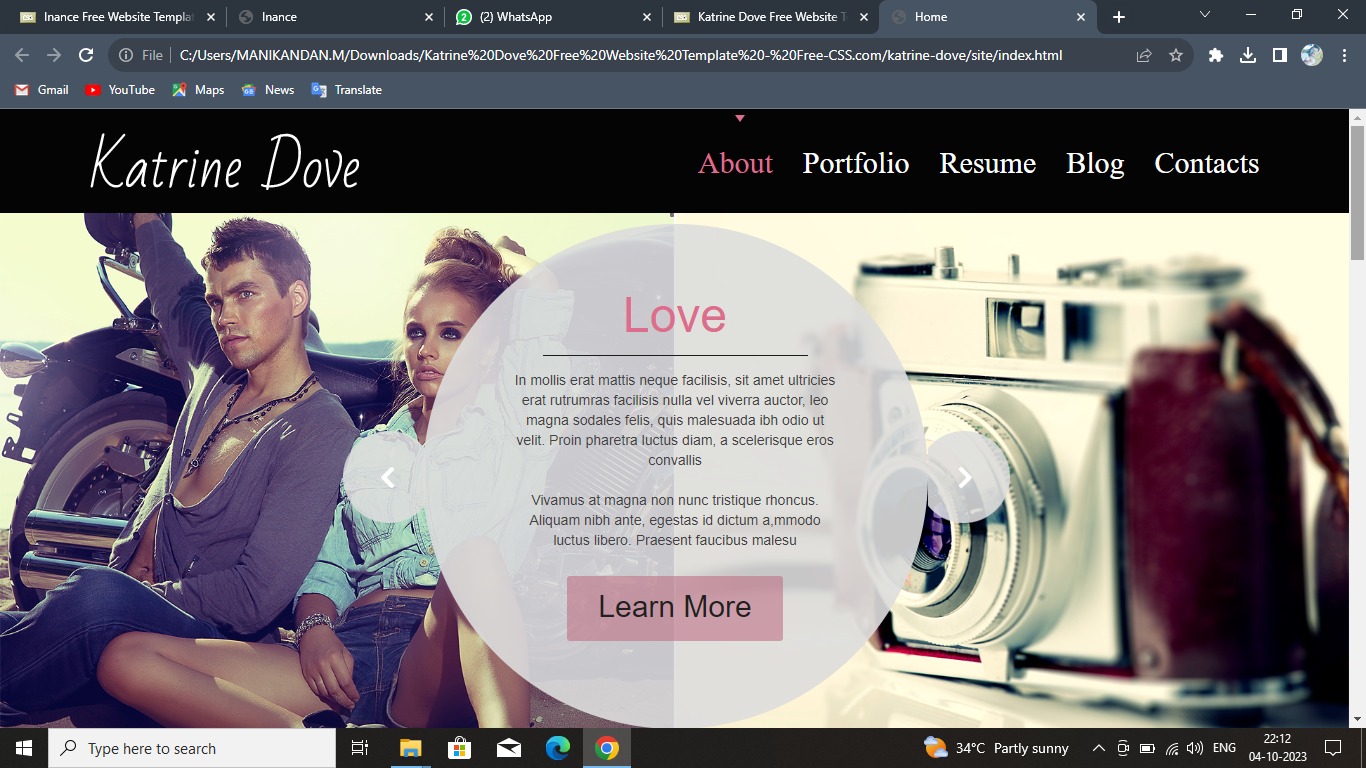 Inance Free Website Templa
Inance
(2) WhatsApp
Katrine Dove Free Website T
Home
File
C:/Users/MANIKANDAN.M/Downloads/Katrine%20Dove%20Free%20Website%20Template%20-%20Free-CSS.com/katrine-dove/site/index.html
Gmail
YouTube
Maps
News
Translate
Katrine Dove
About
Portfolio
Resume
Blog
Contacts
Love
In mollis erat mattis neque facilisis, sit amet ultricies
erat rutrumras facilisis nulla vel viverra auctor, leo
magna sodales felis, quis malesuada ibh odio ut
velit. Proin pharetra luctus diam, a scelerisque eros
convallis
Vivamus at magna non nunc tristique rhoncus.
Aliquam nibh ante, egestas id dictum a,mmodo
luctus libero. Praesent faucibus malesu
Learn More
Type here to search
34°C Partly sunny
ENG
22:12
04-10-2023